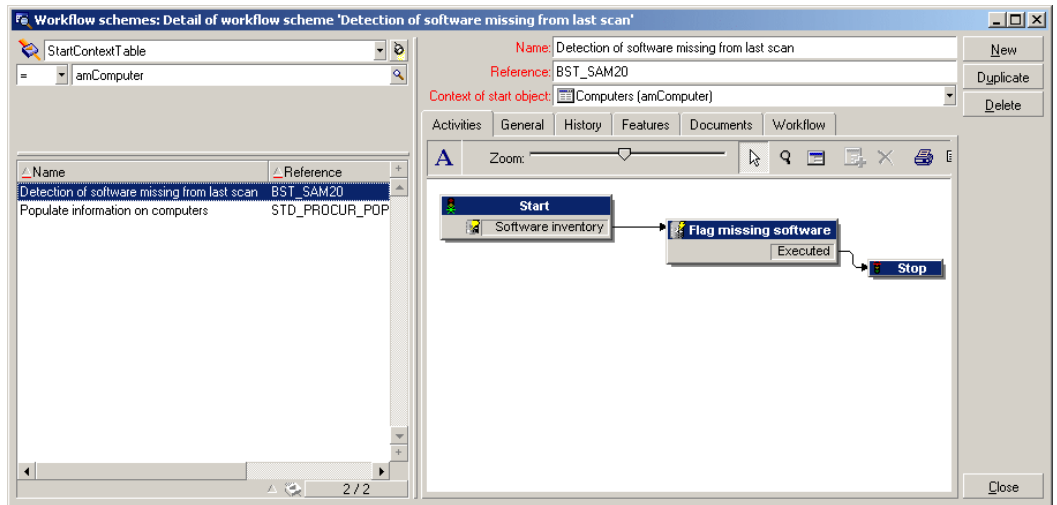 Workflow schemes: Detail of workflow scheme 'Detection of software missing from last scan'
StartContextTable
= amComputer
Name Reference
Detection of software missing from last scan BST_SAM20
Populate information on computers STD_PROCUR_POP
2 / 2
Name: Detection of software missing from last scan
Reference: BST_SAM20
Context of start object: Computers (amComputer)
Activities General History Features Documents Workflow
A Zoom:
Start
Software inventory
Flag missing software
Executed
Stop
New
Duplicate
Delete
Close